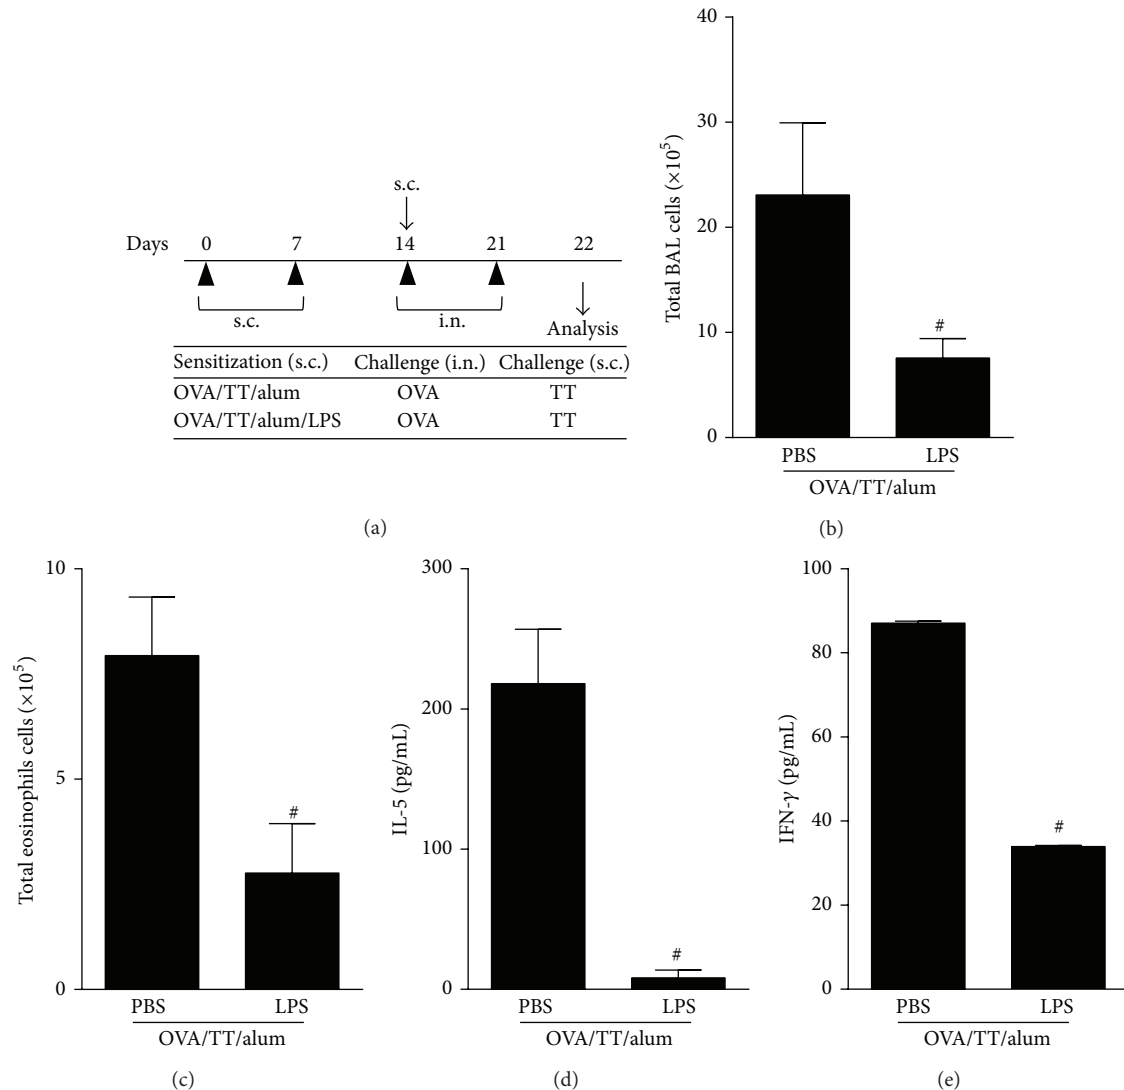 s.c.
Days 0 7 14 21 22
s.c. i.n. Analysis
Sensitization (s.c.) Challenge (i.n.) Challenge (s.c.)
OVA/TT/alum OVA TT
OVA/TT/alum/LPS OVA TT
(a)
Total BAL cells (×10⁵)
40
30
20
10
0
#
PBS LPS
OVA/TT/alum
(b)
Total eosinophils cells (×10⁵)
10
5
0
#
PBS LPS
OVA/TT/alum
(c)
IL-5 (pg/mL)
300
200
100
0
#
PBS LPS
OVA/TT/alum
(d)
IFN-γ (pg/mL)
100
80
60
40
20
0
#
PBS LPS
OVA/TT/alum
(e)